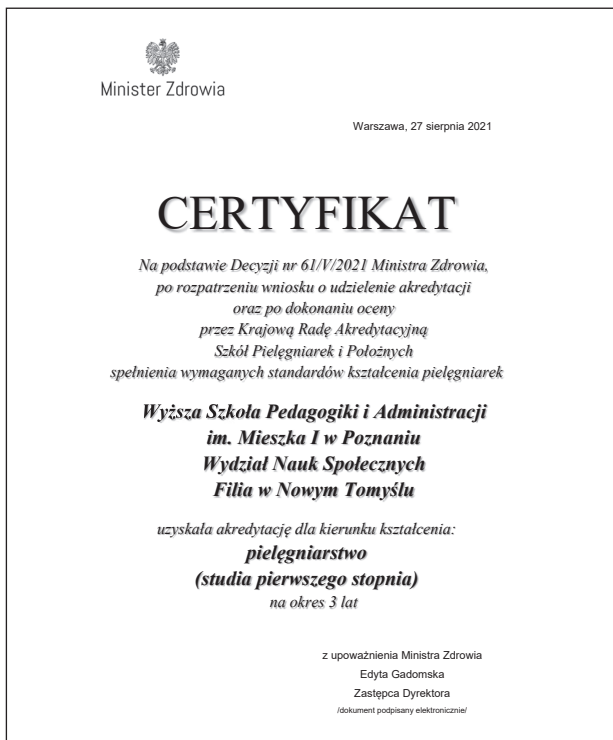 Minister Zdrowia
Warszawa, 27 sierpnia 2021
CERTYFIKAT
Na podstawie Decyzji nr 61/V/2021 Ministra Zdrowia,
po rozpatrzeniu wniosku o udzielenie akredytacji
oraz po dokonaniu oceny
przez Krajową Radę Akredytacyjną
Szkół Pielęgniarek i Położnych
spełnienia wymaganych standardów kształcenia pielęgniarek
Wyższa Szkoła Pedagogiki i Administracji
im. Mieszka I w Poznaniu
Wydział Nauk Społecznych
Filia w Nowym Tomyślu
uzyskała akredytację dla kierunku kształcenia:
pielęgniarstwo
(studia pierwszego stopnia)
na okres 3 lat
z upoważnienia Ministra Zdrowia
Edyta Gadomska
Zastępca Dyrektora
/dokument podpisany elektronicznie/